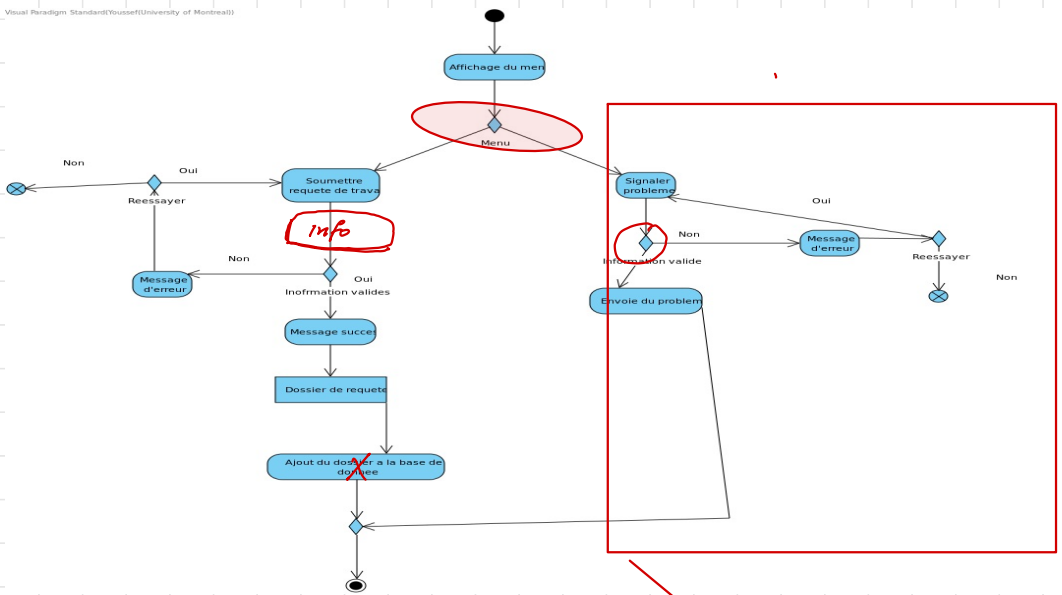 Visual Paradigm Standard(Youssef(University of Montreal))
Affichage du men
Menu
Non
Oui
Reessayer
Soumettre
requete de trava
info
Non
Message
d'erreur
Oui
Inofrmation valides
Message succes
Dossier de requete
Ajout du dossier a la base de
donnee
Signaler
probleme
Oui
Non
Message
d'erreur
Reessayer
Non
Information valide
Envoie du problem